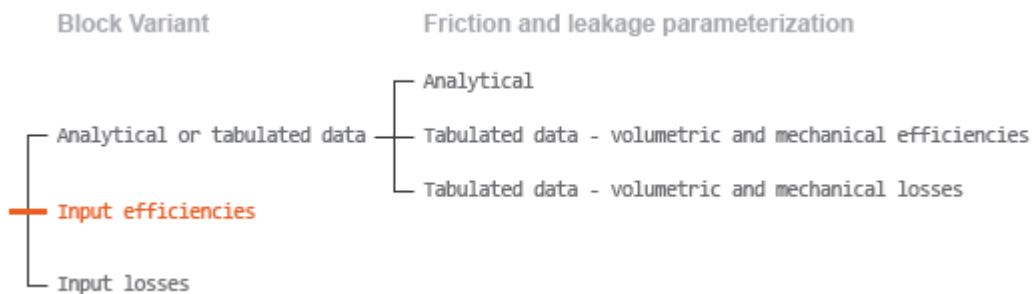 Block Variant Friction and leakage parameterization
Analytical
Analytical or tabulated data Tabulated data - volumetric and mechanical efficiencies
Tabulated data - volumetric and mechanical losses
Input efficiencies
Input losses